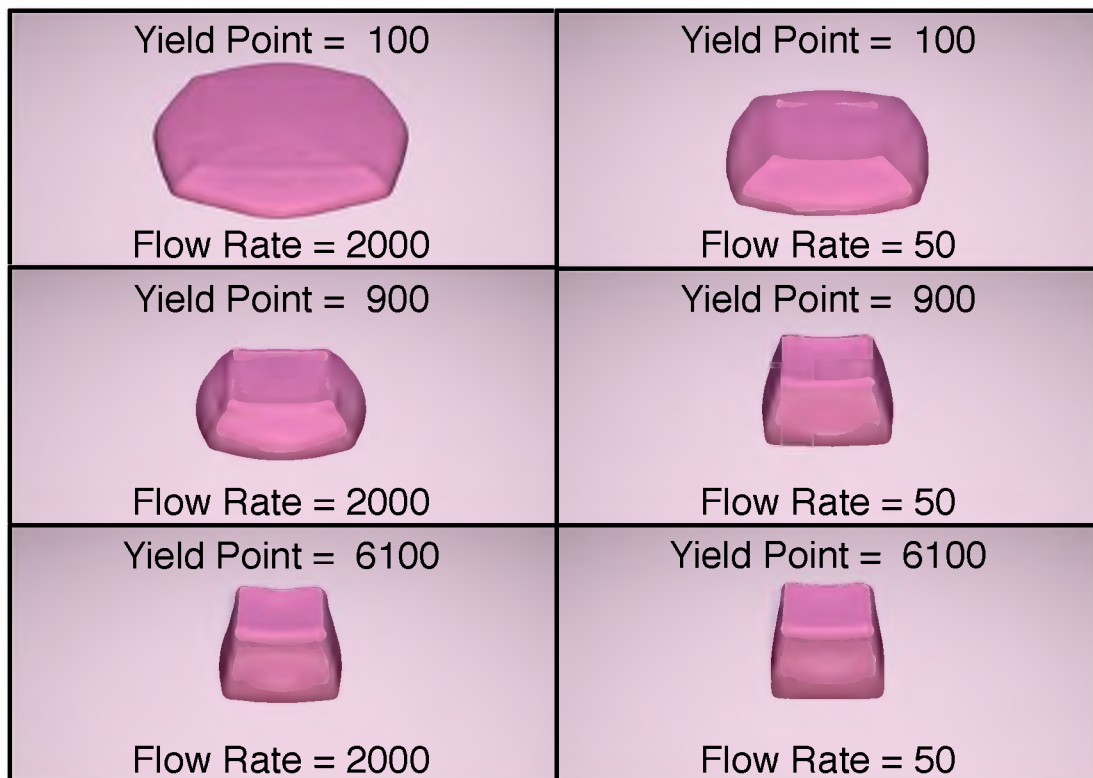 Yield Point = 100
Flow Rate = 2000
Yield Point = 100
Flow Rate = 50
Yield Point = 900
Flow Rate = 2000
Yield Point = 900
Flow Rate = 50
Yield Point = 6100
Flow Rate = 2000
Yield Point = 6100
Flow Rate = 50